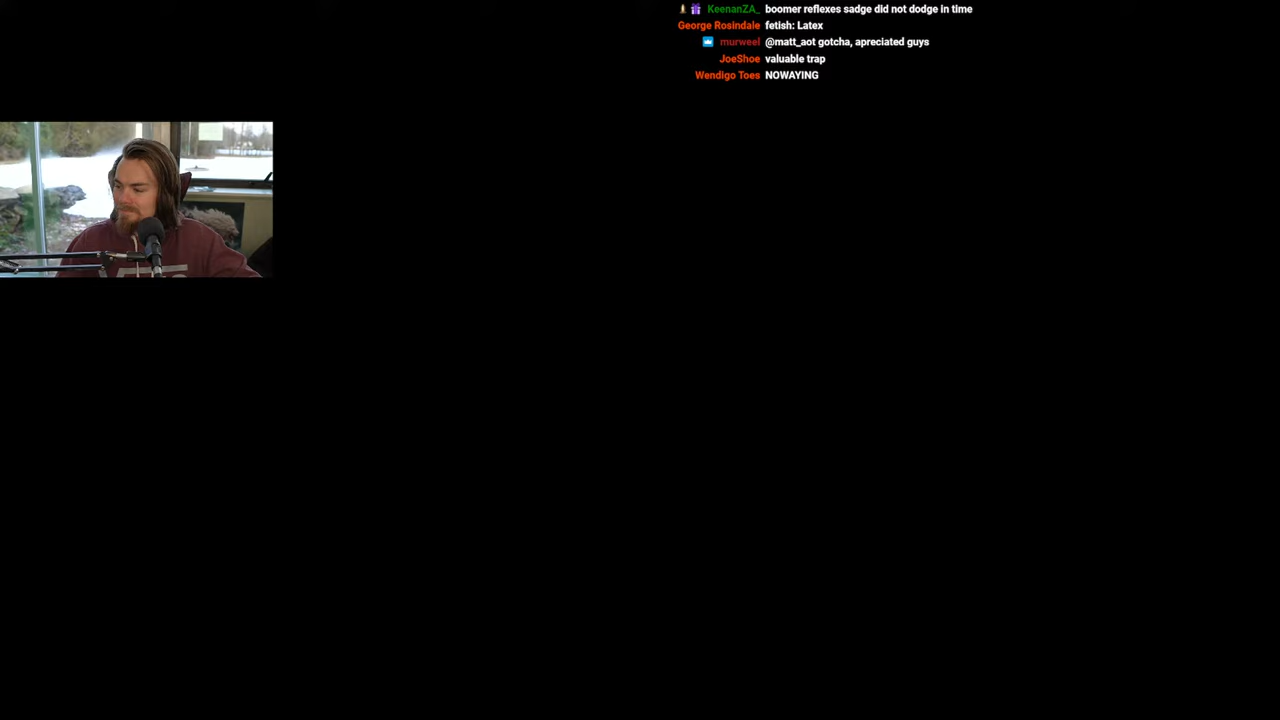 KeenanZA_ boomer reflexes sadge did not dodge in time
George Rosindale fetish: Latex
murweel @matt_aot gotcha, apreciated guys
JoeShoe valuable trap
Wendigo Toes NOWAYING